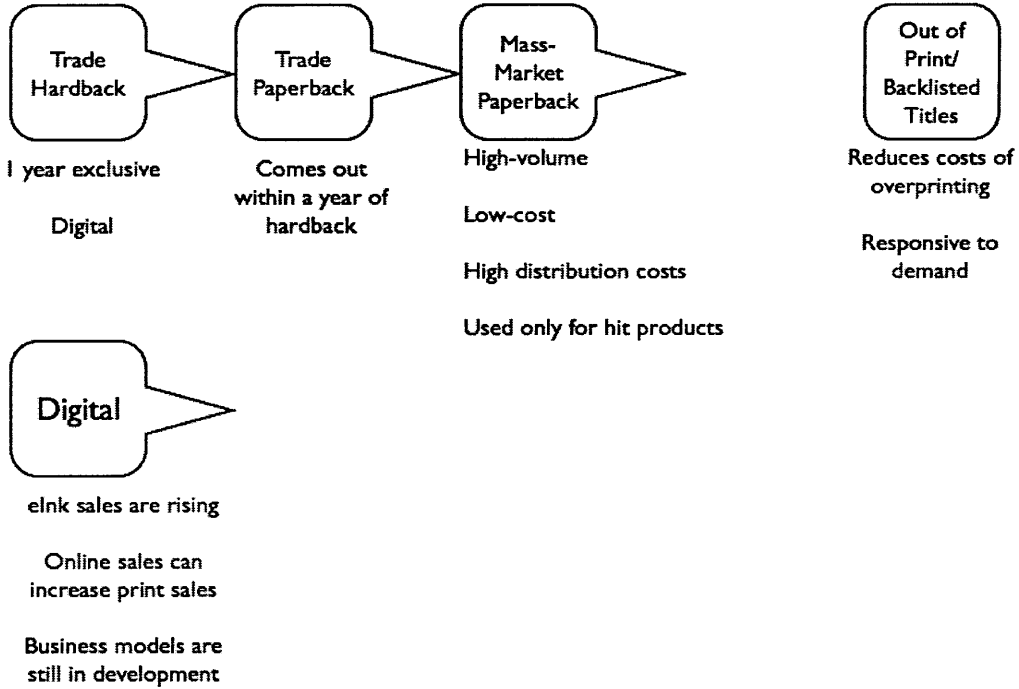 Trade
Hardback
1 year exclusive
Digital
Trade
Paperback
Comes out
within a year of
hardback
Mass-
Market
Paperback
High-volume
Low-cost
High distribution costs
Used only for hit products
Out of
Print/
Backlisted
Titles
Reduces costs of
overprinting
Responsive to
demand
Digital
eInk sales are rising
Online sales can
increase print sales
Business models are
still in development